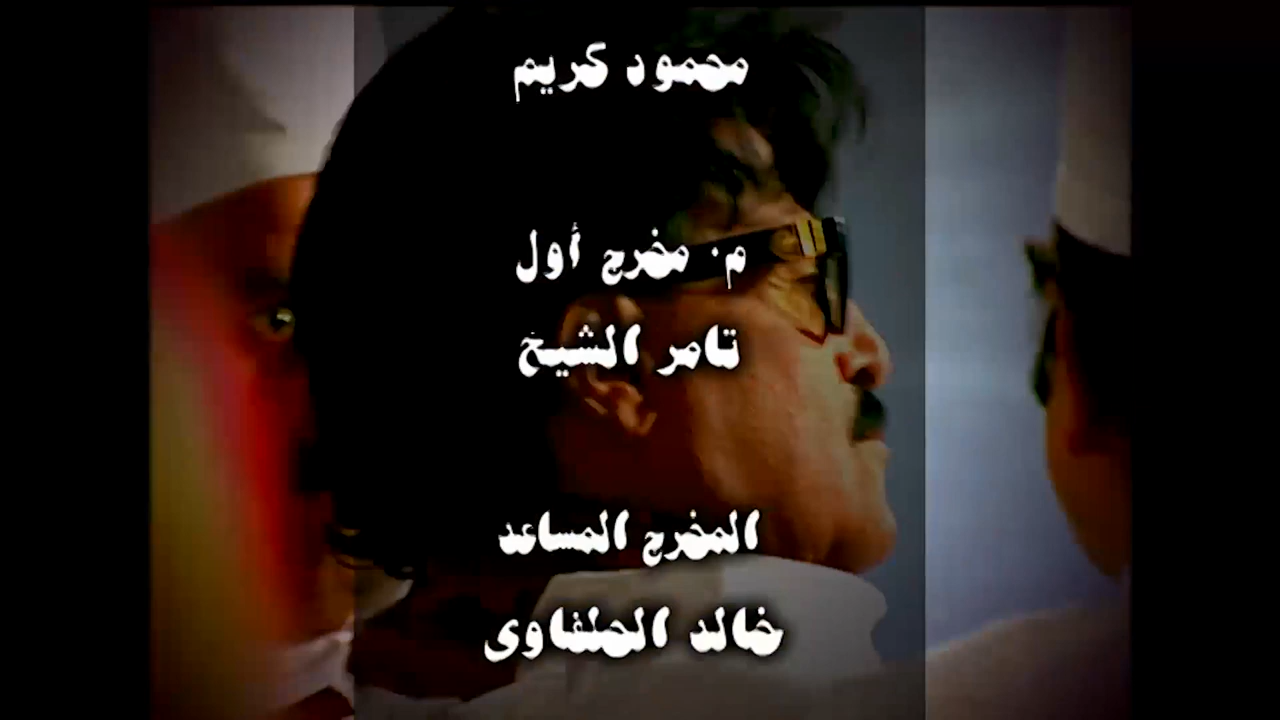 محمود كريم
م. مخرج أول
تامر الشيخ
المخرج المساعد
خالد الحلفاوى